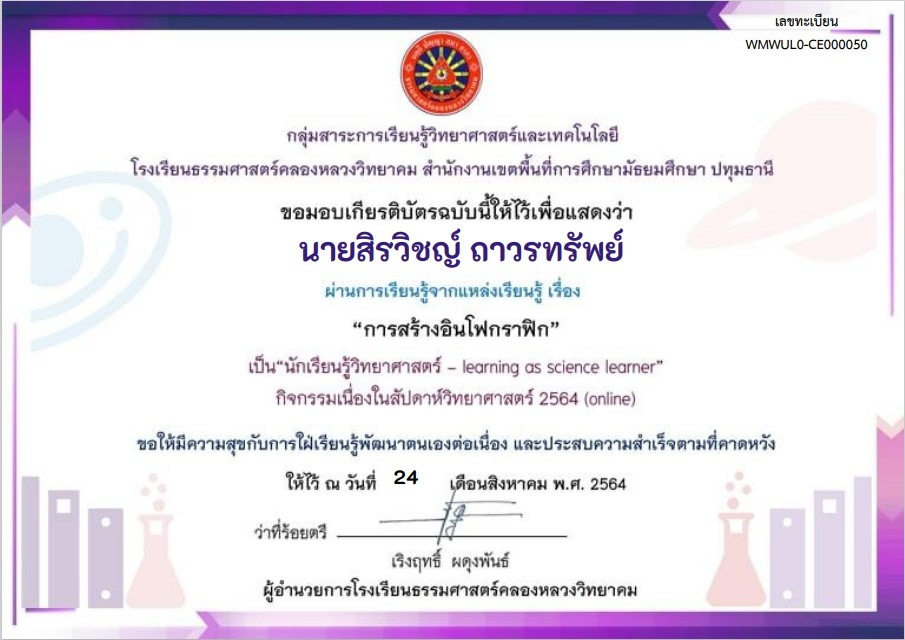 เลขทะเบียน
WMWUL0-CE000050
กลุ่มสาระการเรียนรู้วิทยาศาสตร์และเทคโนโลยี
โรงเรียนธรรมศาสตร์คลองหลวงวิทยาคม สำนักงานเขตพื้นที่การศึกษามัธยมศึกษา ปทุมธานี
ขอมอบเกียรติบัตรฉบับนี้ให้ไว้เพื่อแสดงว่า
นายสิรวิชญ์ ถาวรทรัพย์
ผ่านการเรียนรู้จากแหล่งเรียนรู้ เรื่อง
“การสร้างอินโฟกราฟิก”
เป็น“นักเรียนรู้วิทยาศาสตร์ – learning as science learner”
กิจกรรมเนื่องในสัปดาห์วิทยาศาสตร์ 2564 (online)
ขอให้มีความสุขกับการใฝ่เรียนรู้พัฒนาตนเองต่อเนื่อง และประสบความสำเร็จตามที่คาดหวัง
ให้ไว้ ณ วันที่ 24 เดือนสิงหาคม พ.ศ. 2564
ว่าที่ร้อยตรี
เริงฤทธิ์ ผดุงพันธ์
ผู้อำนวยการโรงเรียนธรรมศาสตร์คลองหลวงวิทยาคม